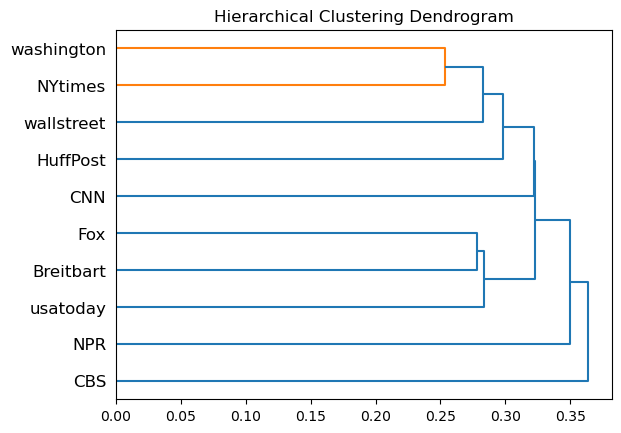 Hierarchical Clustering Dendrogram
washington
NYtimes
wallstreet
HuffPost
CNN
Fox
Breitbart
usatoday
NPR
CBS
0.00 0.05 0.10 0.15 0.20 0.25 0.30 0.35